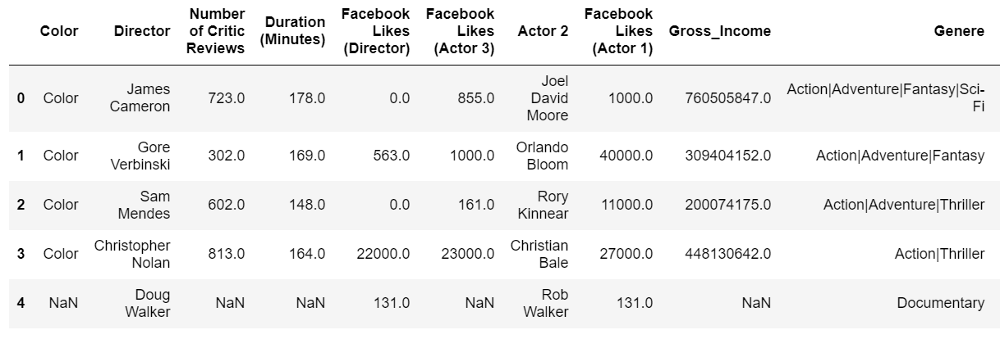 Color Director Number of Critic Reviews Duration (Minutes) Facebook Likes (Director) Facebook Likes (Actor 3) Actor 2 Facebook Likes (Actor 1) Gross_Income Genere
0 Color James Cameron 723.0 178.0 0.0 855.0 Joel David Moore 1000.0 760505847.0 Action|Adventure|Fantasy|Sci-Fi
1 Color Gore Verbinski 302.0 169.0 563.0 1000.0 Orlando Bloom 40000.0 309404152.0 Action|Adventure|Fantasy
2 Color Sam Mendes 602.0 148.0 0.0 161.0 Rory Kinnear 11000.0 200074175.0 Action|Adventure|Thriller
3 Color Christopher Nolan 813.0 164.0 22000.0 23000.0 Christian Bale 27000.0 448130642.0 Action|Thriller
4 NaN Doug Walker NaN NaN 131.0 NaN Rob Walker 131.0 NaN Documentary